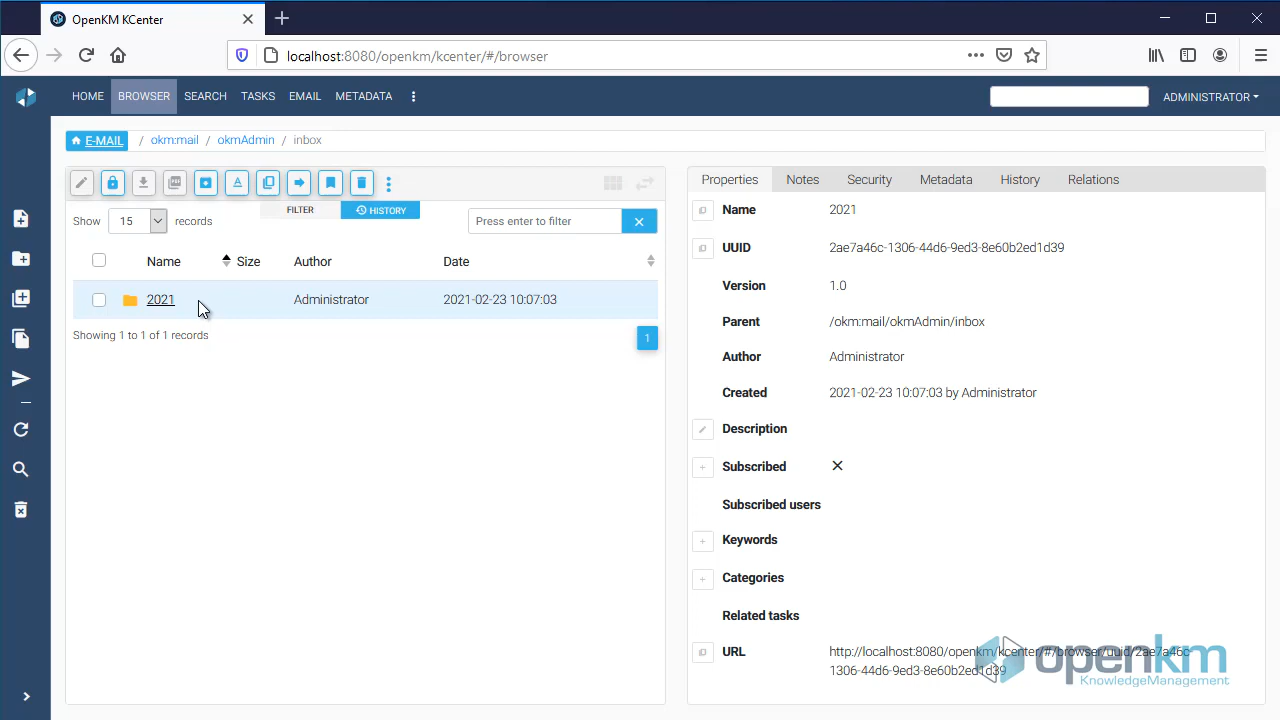 OpenKM KCenter
localhost:8080/openkm/kcenter/#/browser
HOME BROWSER SEARCH TASKS EMAIL METADATA ADMINISTRATOR
E-MAIL / okm:mail / okmAdmin / inbox
Show 15 records
FILTER HISTORY
Press enter to filter
Name Size Author Date
2021 Administrator 2021-02-23 10:07:03
Showing 1 to 1 of 1 records
1
Properties Notes Security Metadata History Relations
Name 2021
UUID 2ae7a46c-1306-44d6-9ed3-8e60b2ed1d39
Version 1.0
Parent /okm:mail/okmAdmin/inbox
Author Administrator
Created 2021-02-23 10:07:03 by Administrator
Description
Subscribed
Subscribed users
Keywords
Categories
Related tasks
URL http://localhost:8080/openkm/kcenter/#/browser/uuid/2ae7a46c-
1306-44d6-9ed3-8e60b2ed1d39
openkm
KnowledgeManagement